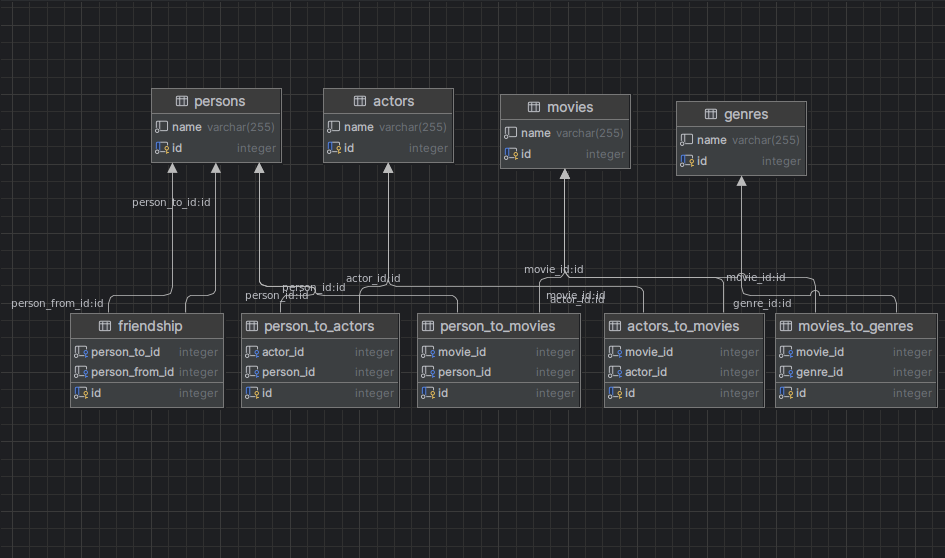 persons
name varchar(255)
id integer
actors
name varchar(255)
id integer
movies
name varchar(255)
id integer
genres
name varchar(255)
id integer
person_to_id:id
person_from_id:id
person_id:id
person_id:id
actor_id:id
movie_id:id
movie_id:id
actor_id:id
movie_id:id
genre_id:id
friendship
person_to_id integer
person_from_id integer
id integer
person_to_actors
actor_id integer
person_id integer
id integer
person_to_movies
movie_id integer
person_id integer
id integer
actors_to_movies
movie_id integer
actor_id integer
id integer
movies_to_genres
movie_id integer
genre_id integer
id integer